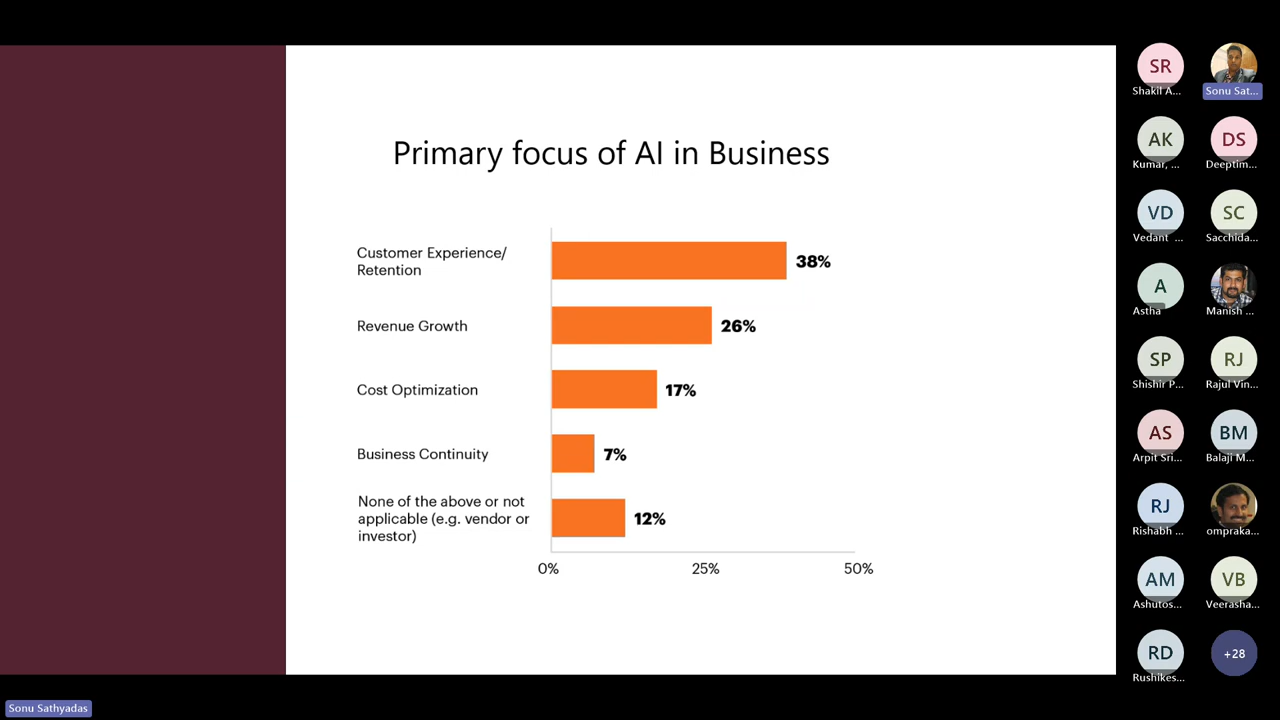 Primary focus of AI in Business
Customer Experience/
Retention
38%
Revenue Growth
26%
Cost Optimization
17%
Business Continuity
7%
None of the above or not
applicable (e.g. vendor or
investor)
12%
0% 25% 50%
SR
Shakil A...
Sonu Sat...
AK
Kumar, ...
DS
Deeptim...
VD
Vedant ...
SC
Sacchida...
A
Astha
Manish ...
SP
Shishir P...
RJ
Rajul Vin...
AS
Arpit Sri...
BM
Balaji M...
RJ
Rishabh ...
ompraka...
AM
Ashutos...
VB
Veerasha...
RD
Rushikes...
+28
Sonu Sathyadas